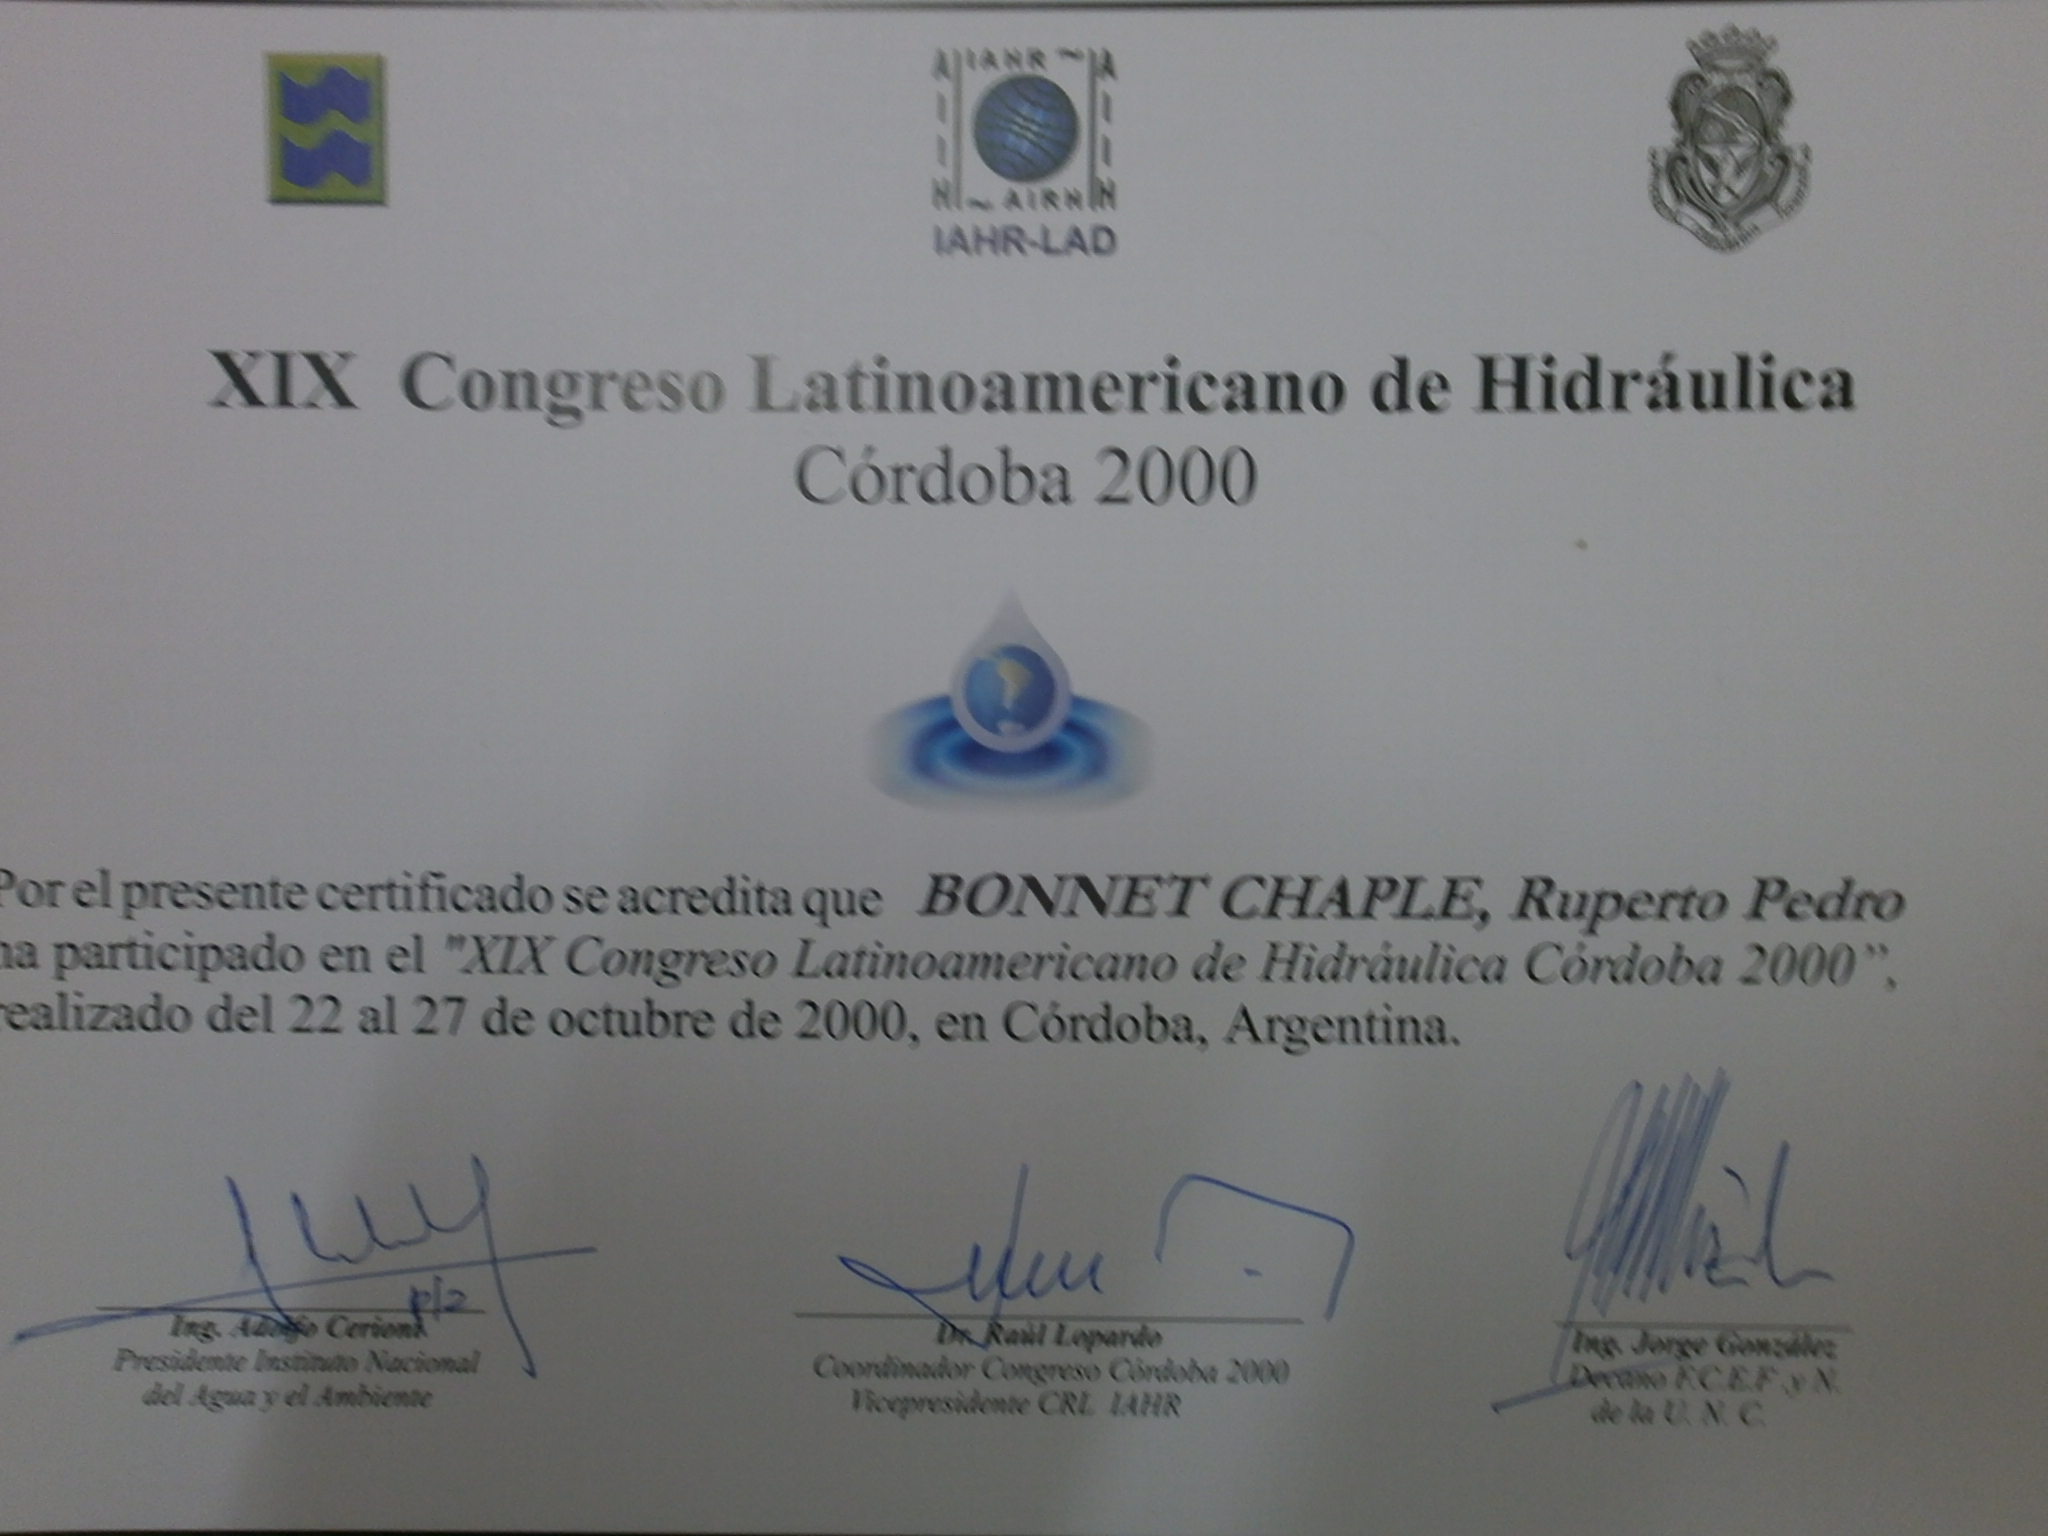 IAHR
AIIH
AIIH
AIRH
IAHR-LAD
XIX Congreso Latinoamericano de Hidráulica
Córdoba 2000
Por el presente certificado se acredita que BONNET CHAPLE, Ruperto Pedro
ha participado en el "XIX Congreso Latinoamericano de Hidráulica Córdoba 2000”,
realizado del 22 al 27 de octubre de 2000, en Córdoba, Argentina.
Ing. Adolfo Cerioni
Presidente Instituto Nacional
del Agua y el Ambiente
Dr. Raúl Lopardo
Coordinador Congreso Córdoba 2000
Vicepresidente CRL IAHR
Ing. Jorge González
Decano F.C.E.F. y N.
de la U. N. C.